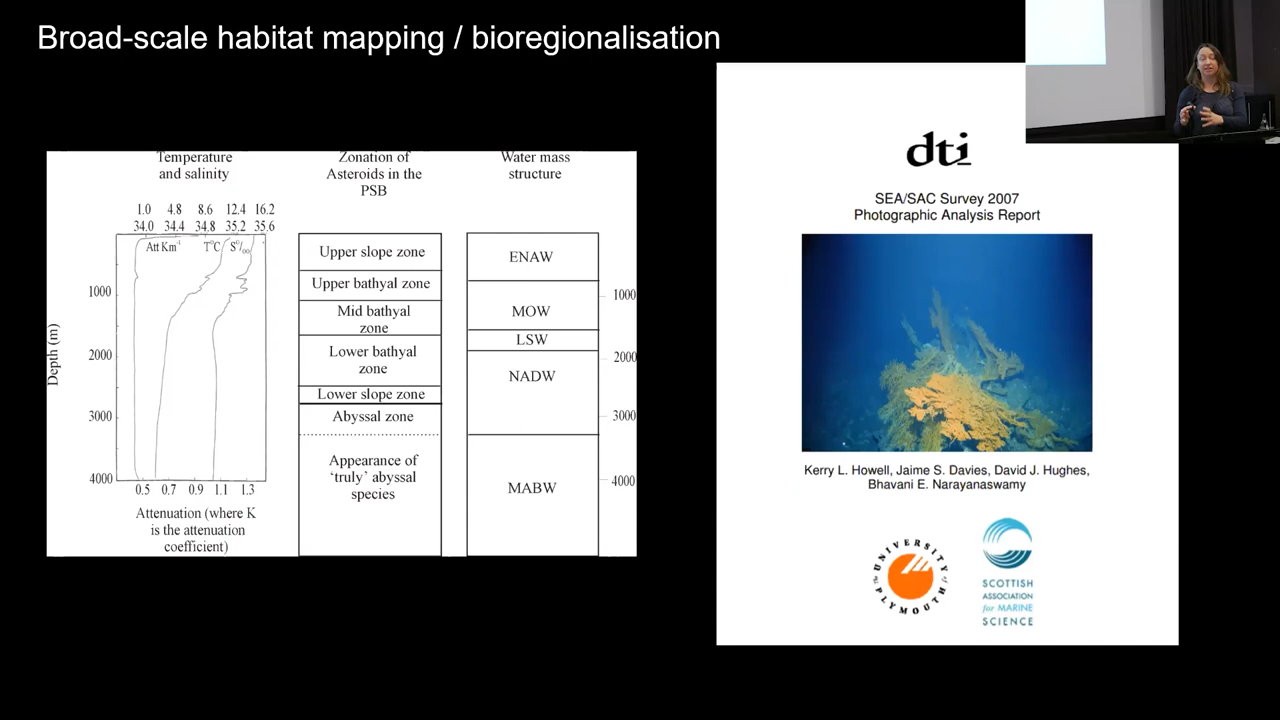 Broad-scale habitat mapping / bioregionalisation
Temperature
and salinity
1.0 4.8 8.6 12.4 16.2
34.0 34.4 34.8 35.2 35.6
Att Km⁻¹ T°C S°/₀₀
Depth (m)
1000
2000
3000
4000
0.5 0.7 0.9 1.1 1.3
Attenuation (where K
is the attenuation
coefficient)
Zonation of
Asteroids in the
PSB
Upper slope zone
Upper bathyal zone
Mid bathyal
zone
Lower bathyal
zone
Lower slope zone
Abyssal zone
Appearance of
'truly' abyssal
species
Water mass
structure
ENAW
MOW
LSW
NADW
MABW
1000
2000
3000
4000
dti
SEA/SAC Survey 2007
Photographic Analysis Report
Kerry L. Howell, Jaime S. Davies, David J. Hughes,
Bhavani E. Narayanaswamy
the UNIVERSITY of PLYMOUTH
SCOTTISH
ASSOCIATION
for MARINE
SCIENCE